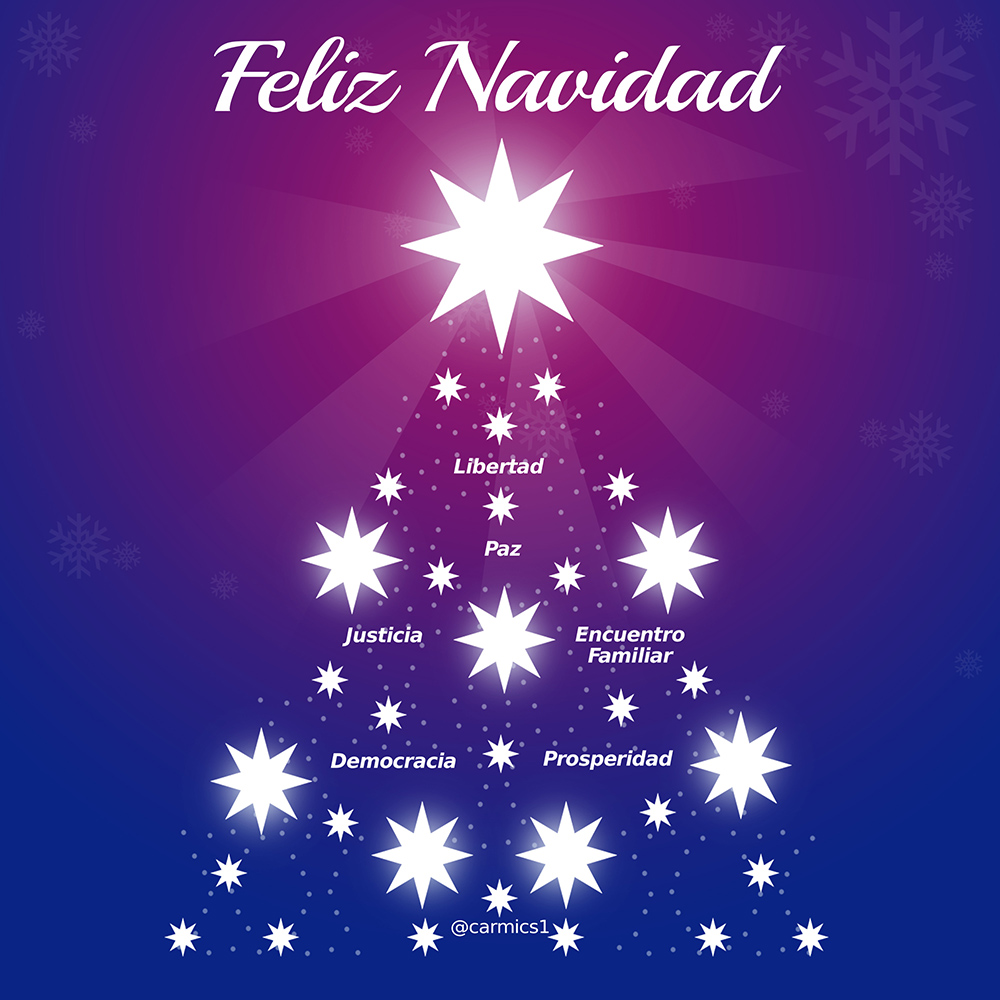 Feliz Navidad
Libertad
Paz
Justicia
Encuentro
Familiar
Democracia
Prosperidad
@carmics1